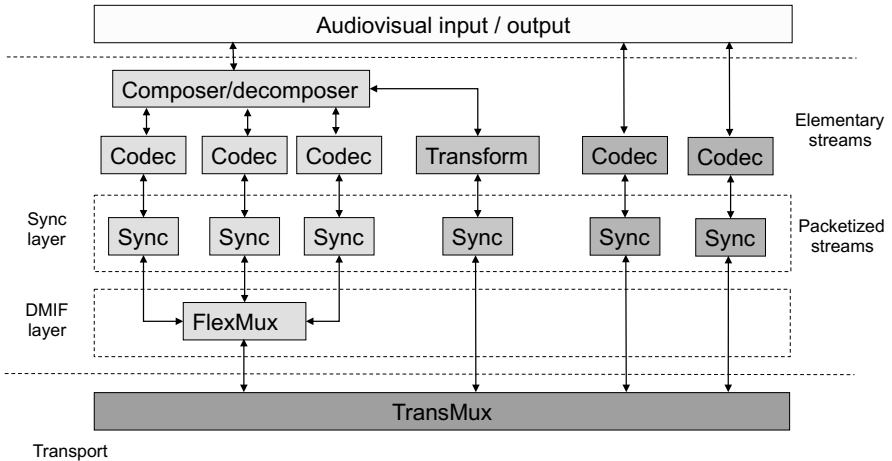 Audiovisual input / output
Composer/decomposer
Elementary
streams
Codec Codec Codec Transform Codec Codec
Sync
layer
Sync Sync Sync Sync Sync Sync
Packetized
streams
DMIF
layer
FlexMux
TransMux
Transport